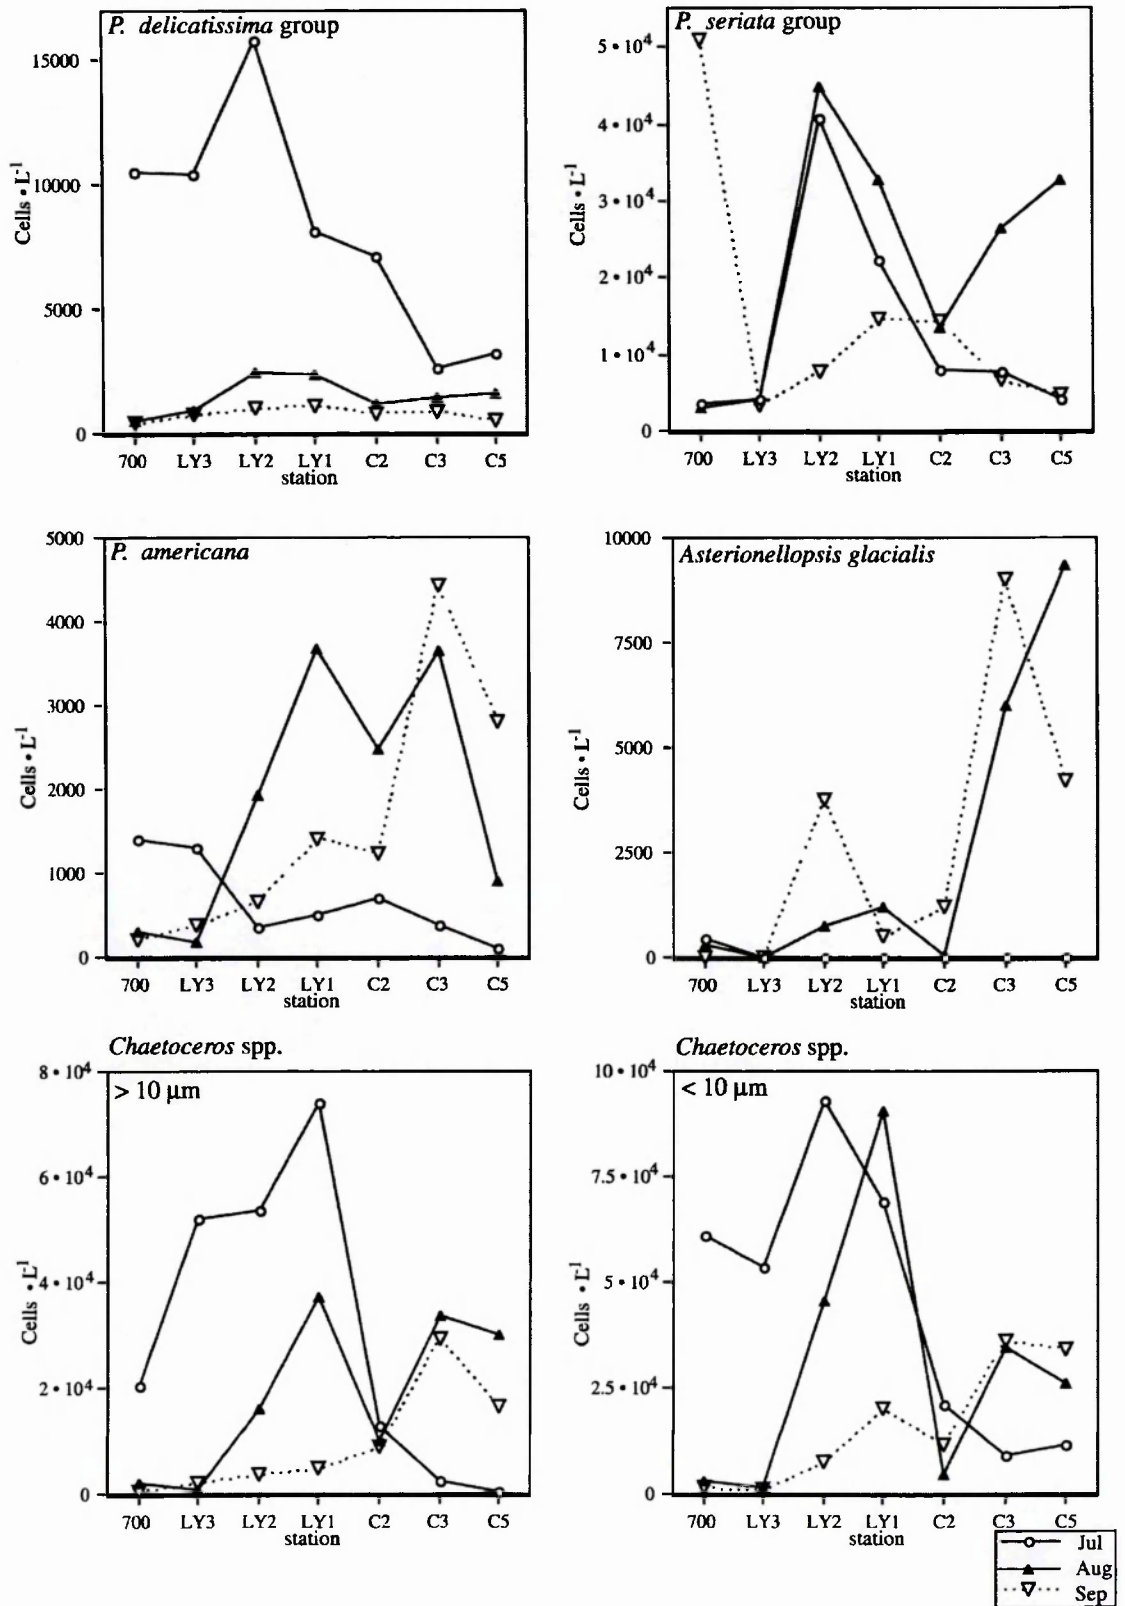 P. delicatissima group
15000
10000
5000
0
Cells • L-1
700 LY3 LY2 LY1 C2 C3 C5
station
P. seriata group
5 • 10^4
4 • 10^4
3 • 10^4
2 • 10^4
1 • 10^4
0
Cells • L-1
700 LY3 LY2 LY1 C2 C3 C5
station
P. americana
5000
4000
3000
2000
1000
0
Cells • L-1
700 LY3 LY2 LY1 C2 C3 C5
station
Asterionellopsis glacialis
10000
7500
5000
2500
0
Cells • L-1
700 LY3 LY2 LY1 C2 C3 C5
station
Chaetoceros spp.
> 10 μm
8 • 10^4
6 • 10^4
4 • 10^4
2 • 10^4
0
Cells • L-1
700 LY3 LY2 LY1 C2 C3 C5
station
Chaetoceros spp.
< 10 μm
10 • 10^4
7.5 • 10^4
5 • 10^4
2.5 • 10^4
0
Cells • L-1
700 LY3 LY2 LY1 C2 C3 C5
station
Jul
Aug
Sep